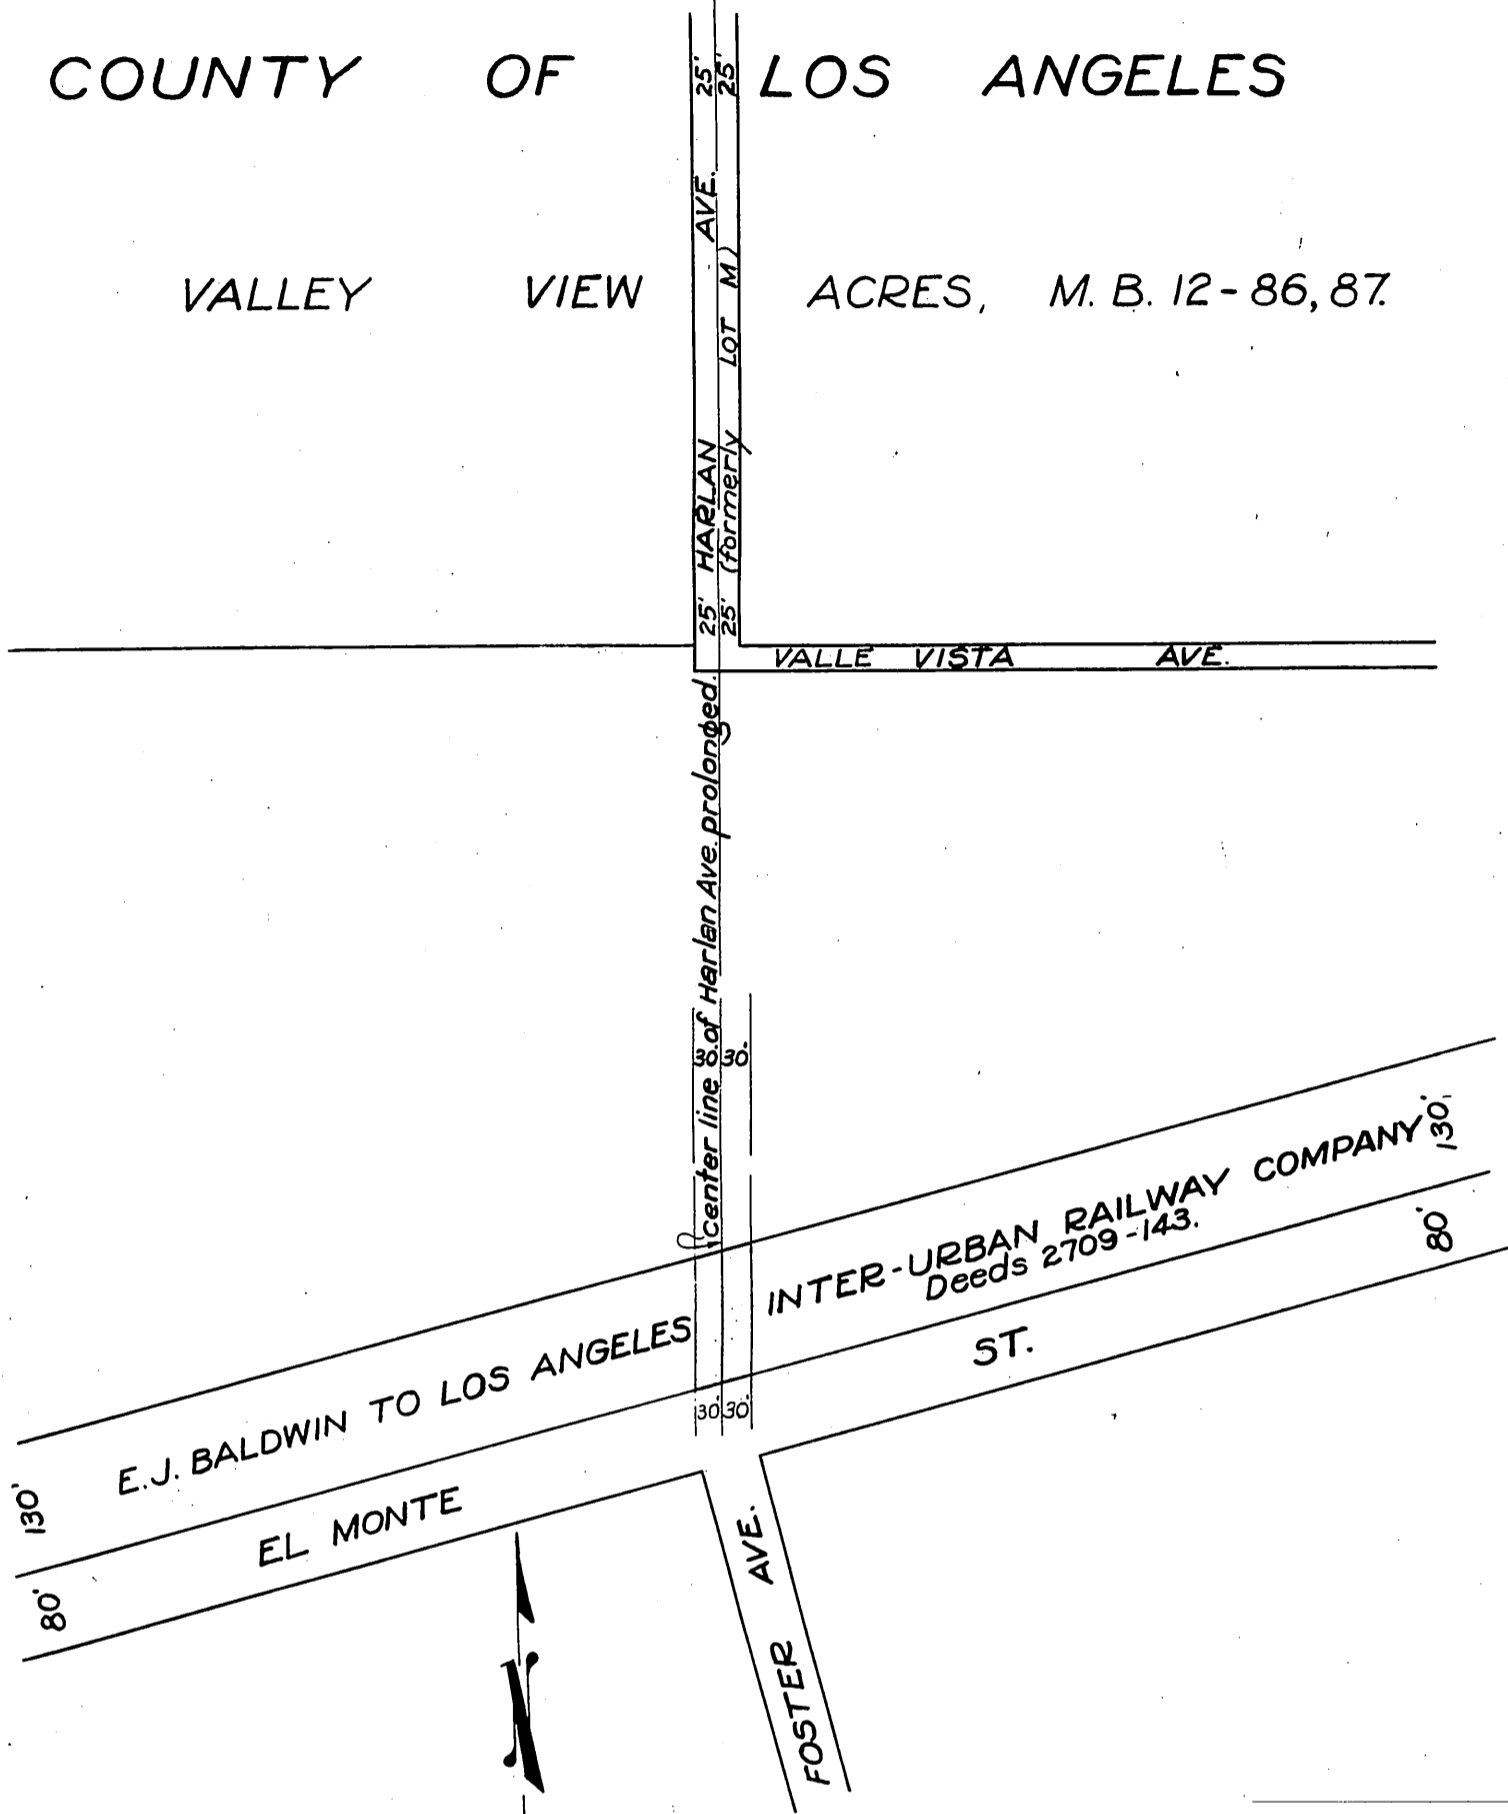 COUNTY OF LOS ANGELES
25' 25'
VALLEY VIEW ACRES, M. B. 12-86, 87.
HARLAN AVE.
(formerly LOT M)
25' 25'
VALLE VISTA AVE.
Center line of Harlan Ave. prolonged.
30. 30.
E.J. BALDWIN TO LOS ANGELES INTER-URBAN RAILWAY COMPANY
Deeds 2709-143.
130'
80'
30' 30'
EL MONTE ST.
130'
80'
FOSTER AVE.
N